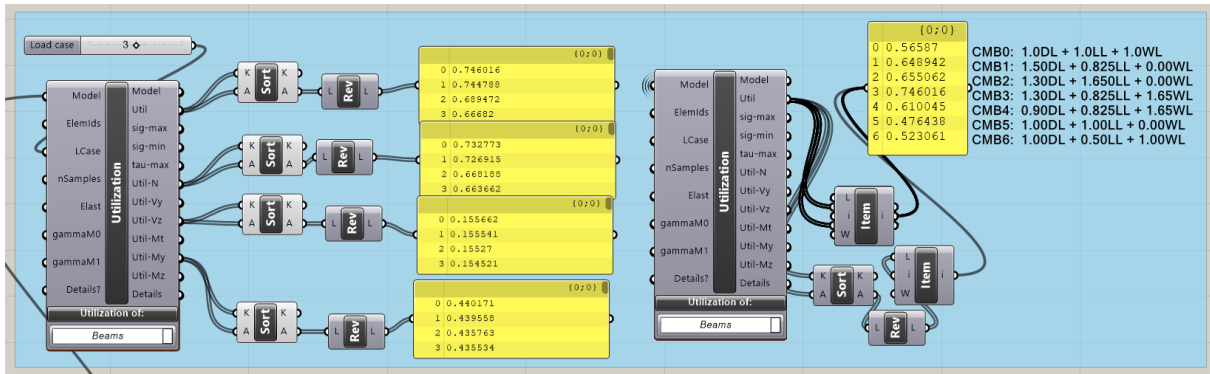 Load case 3
Model
ElemIds
LCase
nSamples
Elast
gammaM0
gammaM1
Details?
Utilization
Model
Util
sig-max
sig-min
tau-max
Util-N
Util-Vy
Util-Vz
Util-Mt
Util-My
Util-Mz
Details
Utilization of:
Beams
K Sort K
A A
L Rev L
K Sort K
A A
L Rev L
K Sort K
A A
L Rev L
K Sort K
A A
L Rev L
{0;0}
0 0.746016
1 0.744788
2 0.689472
3 0.66682
{0;0}
0 0.732773
1 0.726915
2 0.668188
3 0.663662
{0;0}
0 0.155662
1 0.155541
2 0.15527
3 0.154521
{0;0}
0 0.440171
1 0.439558
2 0.435763
3 0.435534
Model
ElemIds
LCase
nSamples
Elast
gammaM0
gammaM1
Details?
Utilization
Model
Util
sig-max
sig-min
tau-max
Util-N
Util-Vy
Util-Vz
Util-Mt
Util-My
Util-Mz
Details
Utilization of:
Beams
L
i Item i
W
K Sort K
A A
L
i Item i
W
L Rev L
{0;0}
0 0.56587
1 0.648942
2 0.655062
3 0.746016
4 0.610045
5 0.476438
6 0.523061
CMB0: 1.0DL + 1.0LL + 1.0WL
CMB1: 1.50DL + 0.825LL + 0.00WL
CMB2: 1.30DL + 1.650LL + 0.00WL
CMB3: 1.30DL + 0.825LL + 1.65WL
CMB4: 0.90DL + 0.825LL + 1.65WL
CMB5: 1.00DL + 1.00LL + 0.00WL
CMB6: 1.00DL + 0.50LL + 1.00WL